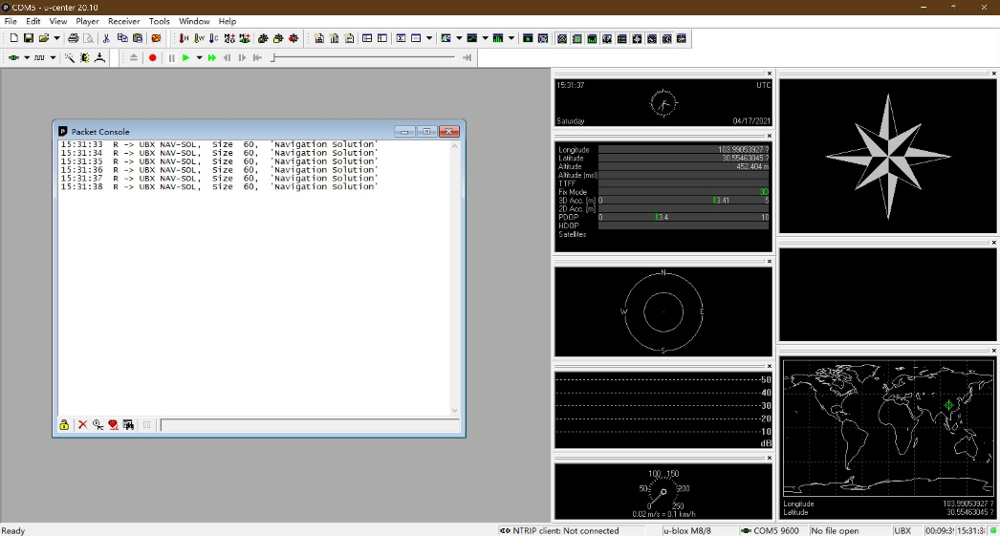 COM5 - u-center 20.10
File Edit View Player Receiver Tools Window Help
Packet Console
15:31:33 R -> UBX NAV-SOL, Size 60, 'Navigation Solution'
15:31:34 R -> UBX NAV-SOL, Size 60, 'Navigation Solution'
15:31:35 R -> UBX NAV-SOL, Size 60, 'Navigation Solution'
15:31:36 R -> UBX NAV-SOL, Size 60, 'Navigation Solution'
15:31:37 R -> UBX NAV-SOL, Size 60, 'Navigation Solution'
15:31:38 R -> UBX NAV-SOL, Size 60, 'Navigation Solution'
15:31:37 UTC
Saturday 04/17/2021
Longitude 103.99053927 ?
Latitude 30.55463045 ?
Altitude 452.404 m
Altitude (msl)
TTFF
Fix Mode 3D
3D Acc. [m] 0 3.41 5
2D Acc. [m]
PDOP 0 3.4 10
HDOP
Satellites
N
W E
S
50
40
30
20
10
dB
100 150
50 200
0 250
0.02 m/s = 0.1 km/h
Longitude 103.99053927 ?
Latitude 30.55463045 ?
Ready NTRIP client: Not connected u-blox M8/8 COM5 9600 No file open UBX 00:09:3 15:31:3